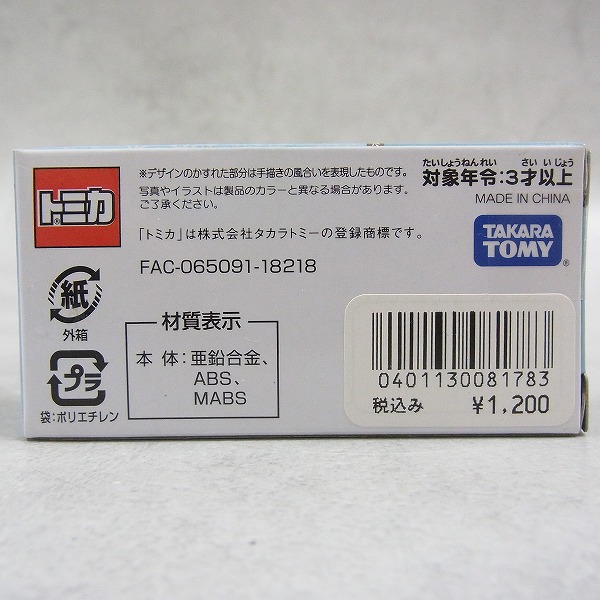 ※デザインのかすれた部分は手描きの風合いを表現したものです。
写真やイラストは製品のカラーと異なる場合があります。
ご了承ください。
「トミカ」は株式会社タカラトミーの登録商標です。
FAC-065091-18218
トミカ
®
たいしょうねんれい さい いじょう
対象年令:3才以上
MADE IN CHINA
TAKARA
TOMY
®
紙
外箱
プラ
袋:ポリエチレン
材質表示
本 体:亜鉛合金、
ABS、
MABS
0401130081783
税込み ¥1,200